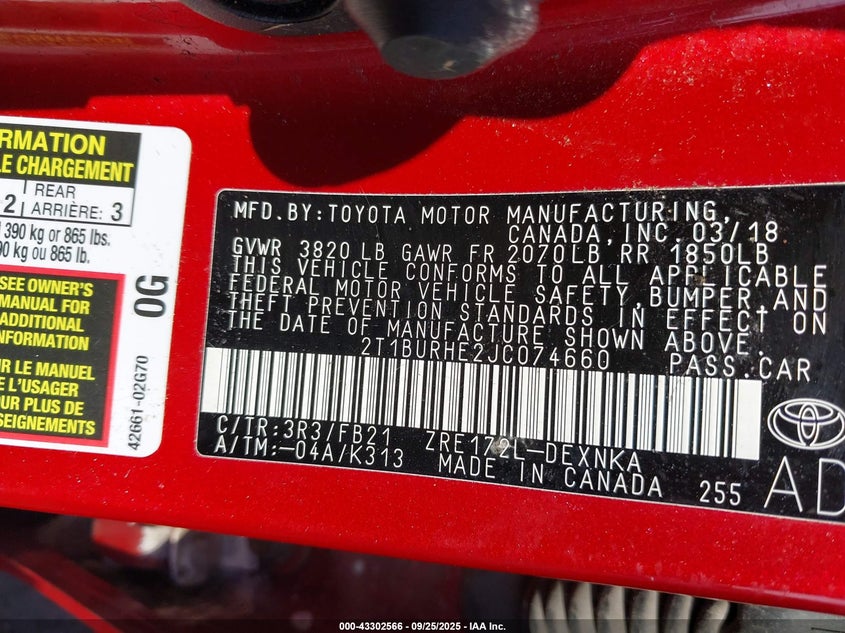 RMATION
LE CHARGEMENT
2 REAR
ARRIÈRE: 3
390 kg or 865 lbs.
90 kg ou 865 lb.
SEE OWNER'S
MANUAL FOR
ADDITIONAL
INFORMATION
LE MANUEL
DE L'USAGER
POUR PLUS DE
SEIGNEMENTS
0G
42661-02G70
MFD.BY:TOYOTA MOTOR MANUFACTURING,
CANADA, INC. 03/18
GVWR 3820 LB GAWR FR 2070LB RR 1850LB
THIS VEHICLE CONFORMS TO ALL APPLICABLE
FEDERAL MOTOR VEHICLE SAFETY, BUMPER, AND
THEFT PREVENTION STANDARDS IN EFFECT ON
THE DATE OF MANUFACTURE SHOWN ABOVE.
2T1BURHE2JC074660 PASS.CAR
C/TR:3R3/FB21 ZRE172L-DEXNKA
A/TM:-04A/K313 MADE IN CANADA 255
TOYOTA
AD
000-43302566 - 09/25/2025 - IAA Inc.